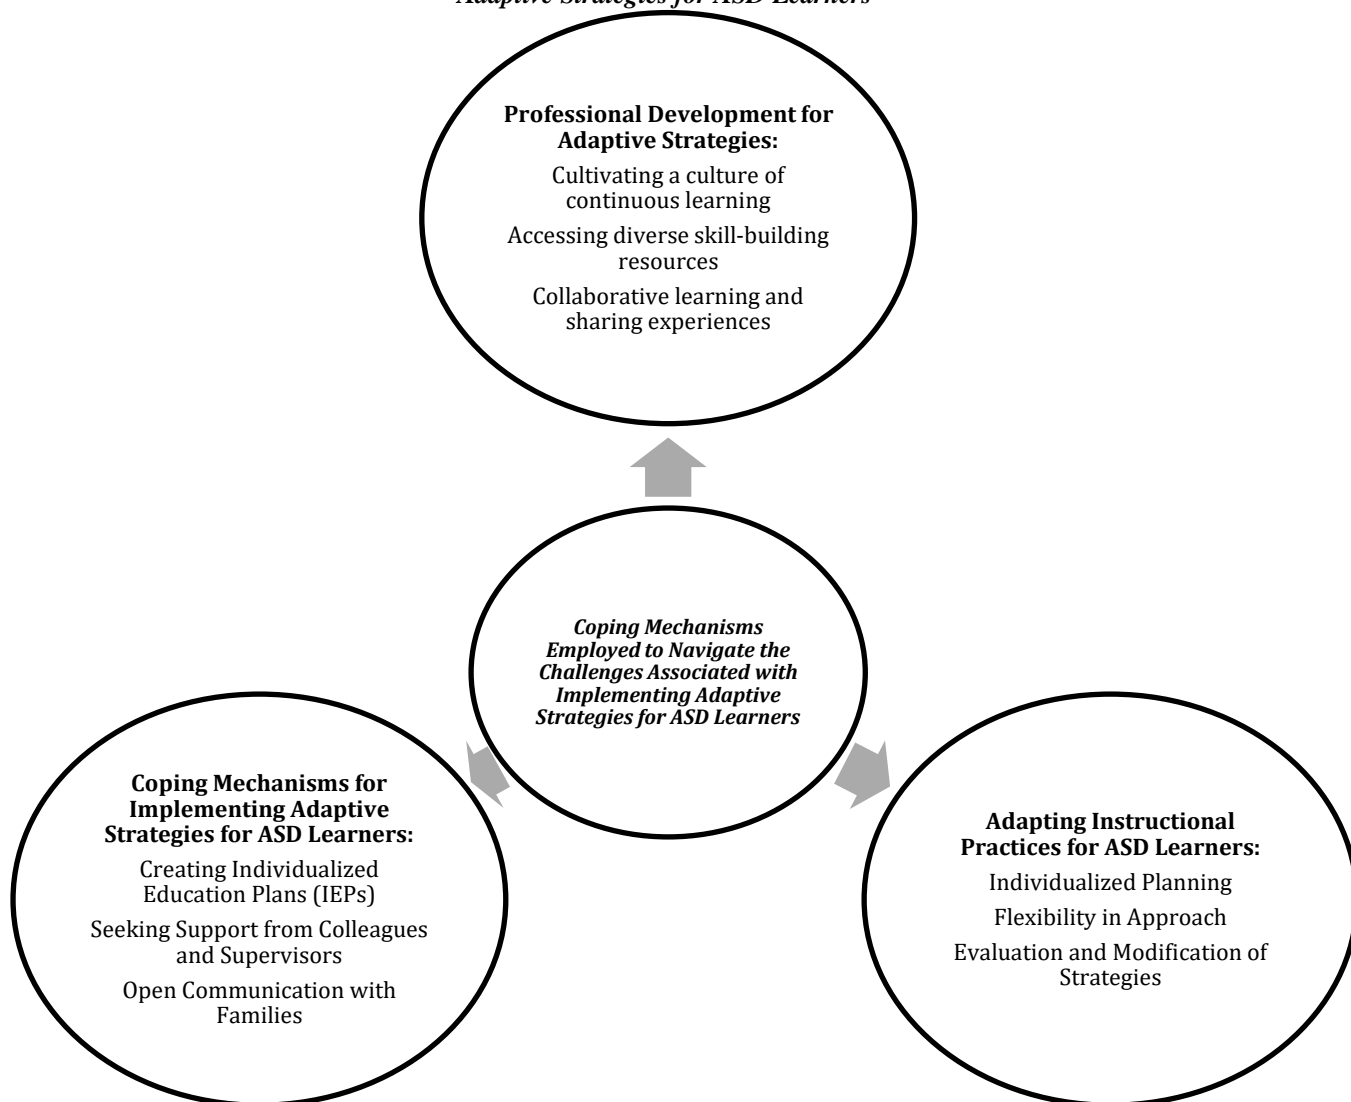 Adaptive Strategies for ASD Learners
Professional Development for
Adaptive Strategies:
Cultivating a culture of
continuous learning
Accessing diverse skill-building
resources
Collaborative learning and
sharing experiences
Coping Mechanisms
Employed to Navigate the
Challenges Associated with
Implementing Adaptive
Strategies for ASD Learners
Coping Mechanisms for
Implementing Adaptive
Strategies for ASD Learners:
Creating Individualized
Education Plans (IEPs)
Seeking Support from Colleagues
and Supervisors
Open Communication with
Families
Adapting Instructional
Practices for ASD Learners:
Individualized Planning
Flexibility in Approach
Evaluation and Modification of
Strategies